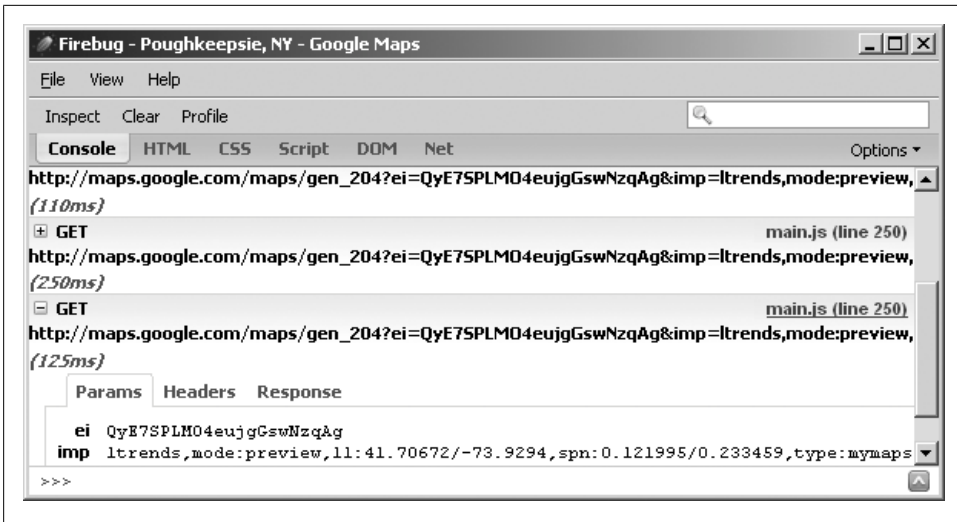 Firebug - Poughkeepsie, NY - Google Maps
File View Help
Inspect Clear Profile
Console HTML CSS Script DOM Net Options
http://maps.google.com/maps/gen_204?ei=QyE7SPLMO4eujgGswNzqAg&imp=ltrends,mode:preview,
(110ms)
GET main.js (line 250)
http://maps.google.com/maps/gen_204?ei=QyE7SPLMO4eujgGswNzqAg&imp=ltrends,mode:preview,
(250ms)
GET main.js (line 250)
http://maps.google.com/maps/gen_204?ei=QyE7SPLMO4eujgGswNzqAg&imp=ltrends,mode:preview,
(125ms)
Params Headers Response
ei QyE7SPLMO4eujgGswNzqAg
imp ltrends,mode:preview,ll:41.70672/-73.9294,spn:0.121995/0.233459,type:mymaps
>>>